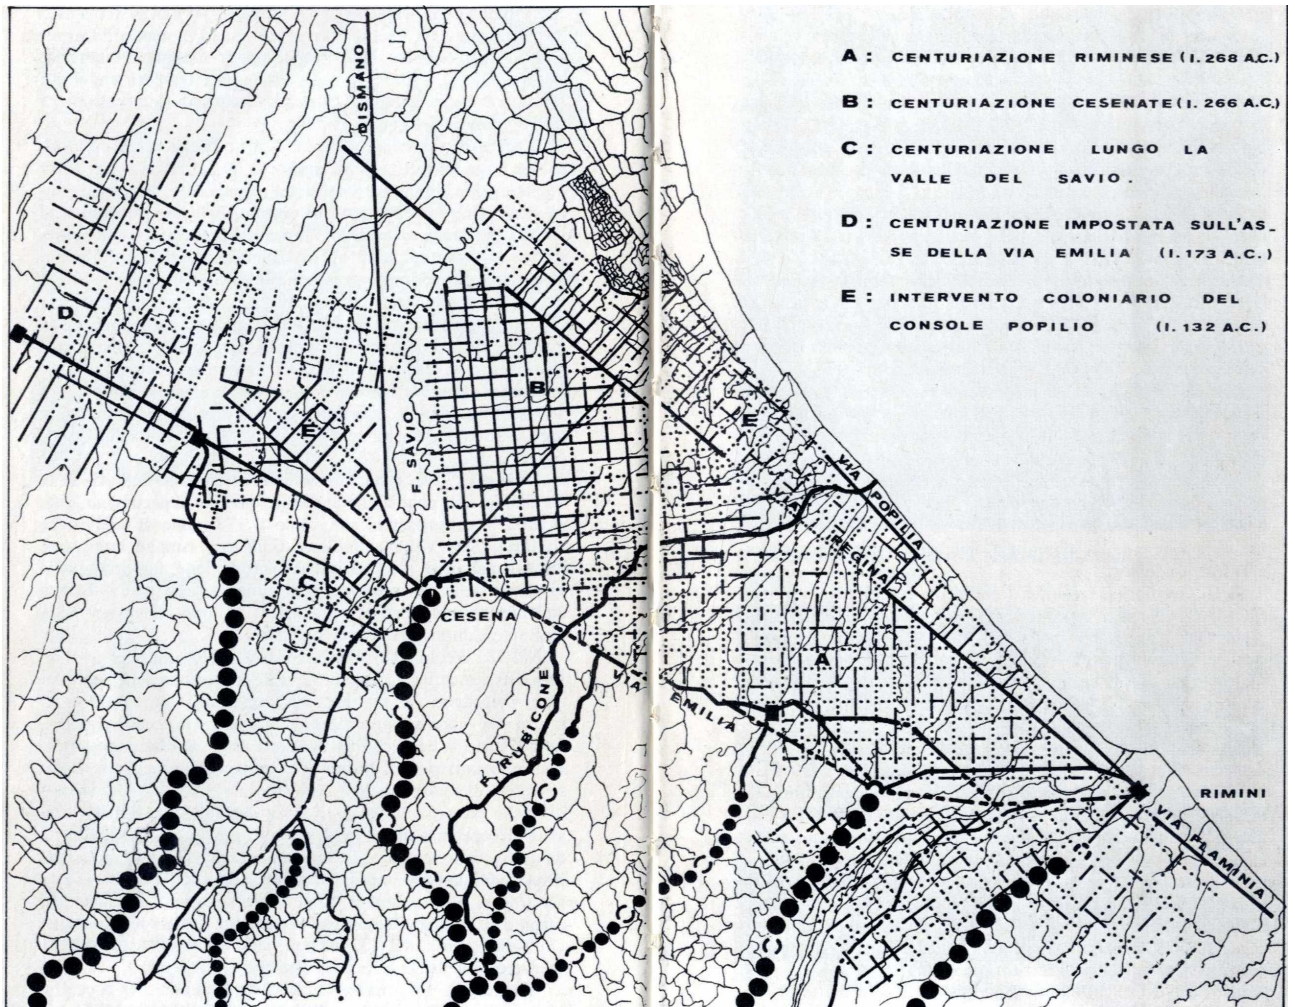 A: CENTURIAZIONE RIMINESE (I. 268 A.C.)
B: CENTURIAZIONE CESENATE (I. 266 A.C.)
C: CENTURIAZIONE LUNGO LA
VALLE DEL SAVIO.
D: CENTURIAZIONE IMPOSTATA SULL'AS_
SE DELLA VIA EMILIA (I. 173 A.C.)
E: INTERVENTO COLONIARIO DEL
CONSOLE POPILIO (I. 132 A.C.)
DISMANO
D
B
E
E
F. SAVIO
VIA POPILIA
VIA REGINA
C
CESENA
A
VIA EMILIA
F. RUBICONE
RIMINI
VIA FLAMINIA